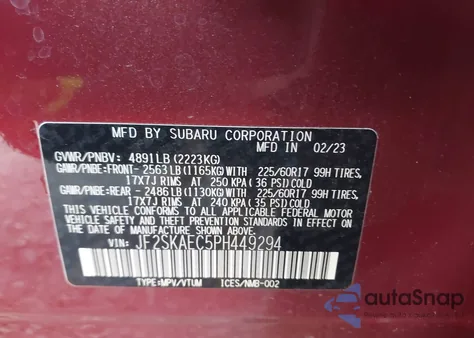 MFD BY SUBARU CORPORATION
GVWR/PNBV: 4891LB (2223KG) MFD IN 02/23
GAWR/PNBE:FRONT- 2563LB (1165KG) WITH 225/60R17 99H TIRES,
17X7J RIMS AT 250 KPA (36 PSI) COLD
GAWR/PNBE:REAR - 2486LB (1130KG) WITH 225/60R17 99H TIRES,
17X7J RIMS AT 240 KPA (35 PSI) COLD
THIS VEHICLE CONFORMS TO ALL APPLICABLE FEDERAL MOTOR
VEHICLE SAFETY, BUMPER, AND THEFT PREVENTION STANDARDS
IN EFFECT ON THE DATE OF MANUFACTURE SHOWN ABOVE.
VIN: JF2SKAEC5PH449294
TYPE:MPV/VTUM ICES/NMB-002
autaSnap